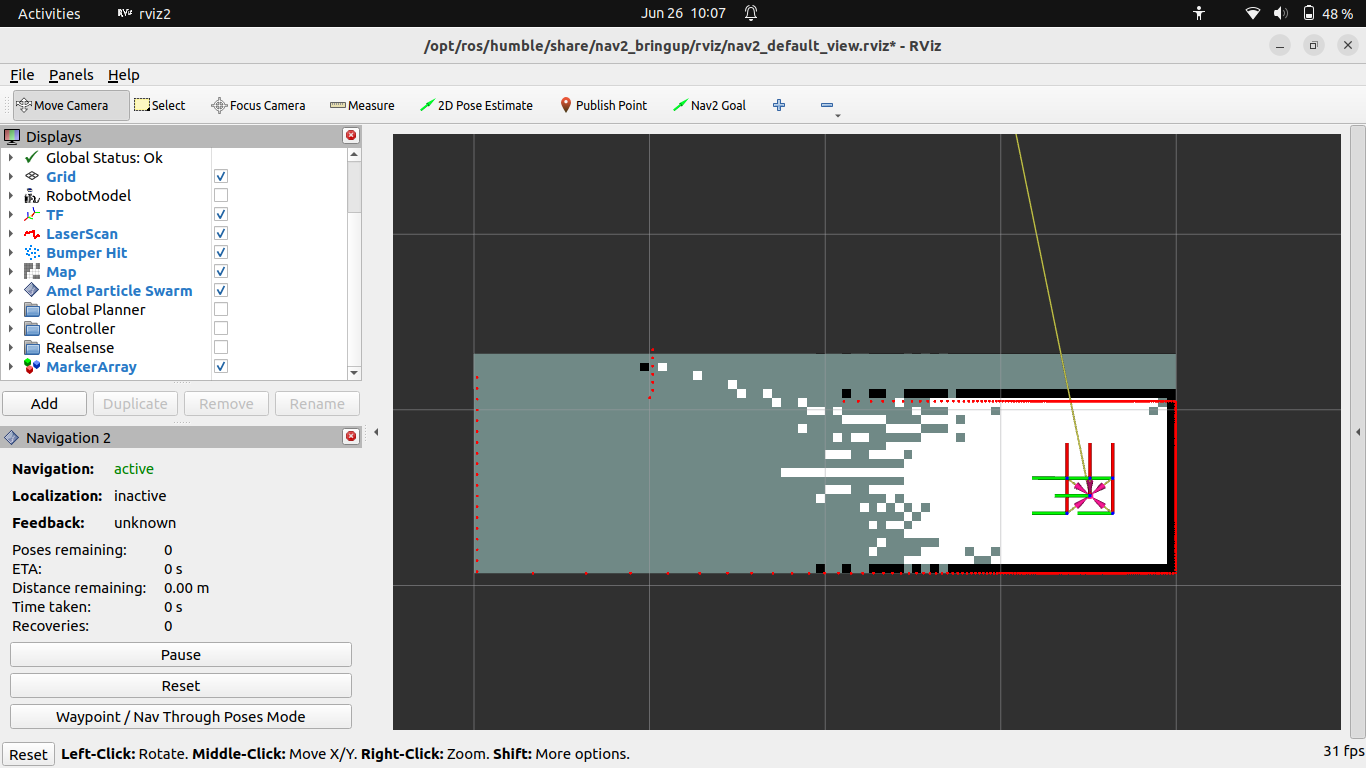 Activities RViz rviz2 Jun 26 10:07 48 %
/opt/ros/humble/share/nav2_bringup/rviz/nav2_default_view.rviz* - RViz
File Panels Help
Move Camera Select Focus Camera Measure 2D Pose Estimate Publish Point Nav2 Goal
Displays
Global Status: Ok
Grid
RobotModel
TF
LaserScan
Bumper Hit
Map
Amcl Particle Swarm
Global Planner
Controller
Realsense
MarkerArray
Add Duplicate Remove Rename
Navigation 2
Navigation: active
Localization: inactive
Feedback: unknown
Poses remaining: 0
ETA: 0 s
Distance remaining: 0.00 m
Time taken: 0 s
Recoveries: 0
Pause
Reset
Waypoint / Nav Through Poses Mode
Reset Left-Click: Rotate. Middle-Click: Move X/Y. Right-Click: Zoom. Shift: More options. 31 fps